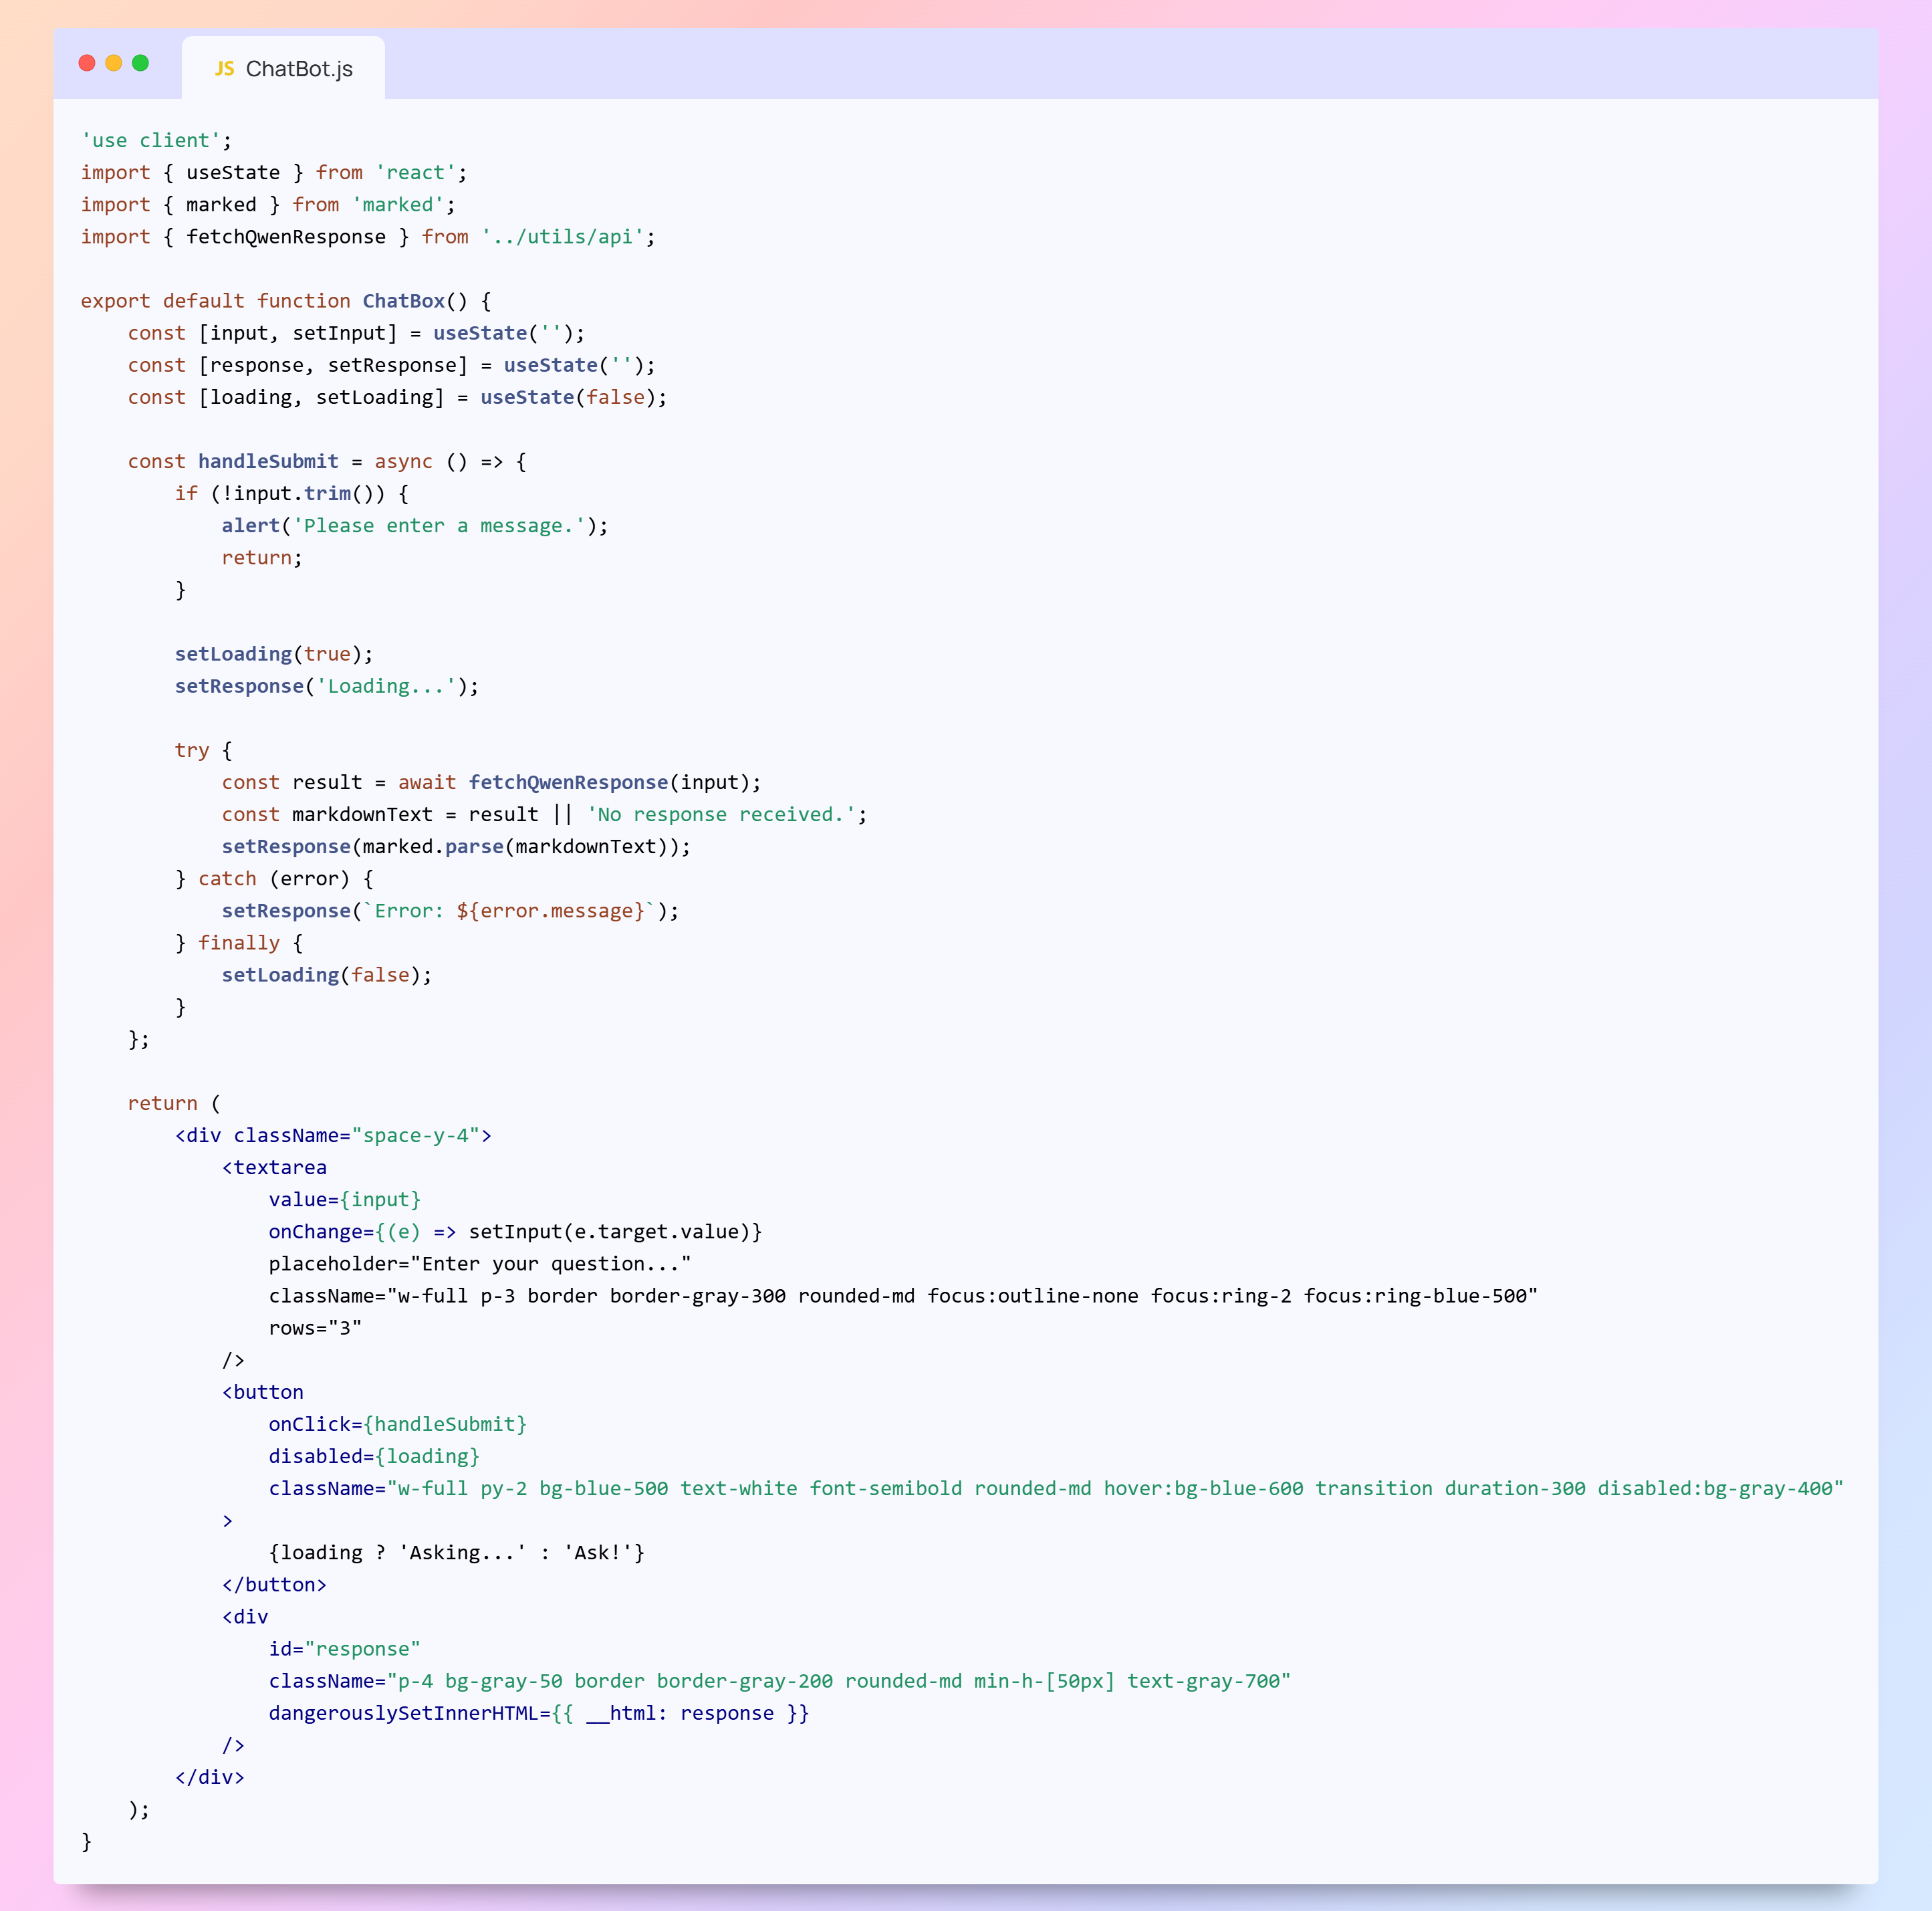 JS ChatBot.js
'use client';
import { useState } from 'react';
import { marked } from 'marked';
import { fetchQwenResponse } from '../utils/api';

export default function ChatBox() {
    const [input, setInput] = useState('');
    const [response, setResponse] = useState('');
    const [loading, setLoading] = useState(false);

    const handleSubmit = async () => {
        if (!input.trim()) {
            alert('Please enter a message.');
            return;
        }

        setLoading(true);
        setResponse('Loading...');

        try {
            const result = await fetchQwenResponse(input);
            const markdownText = result || 'No response received.';
            setResponse(marked.parse(markdownText));
        } catch (error) {
            setResponse(`Error: ${error.message}`);
        } finally {
            setLoading(false);
        }
    };

    return (
        <div className="space-y-4">
            <textarea
                value={input}
                onChange={(e) => setInput(e.target.value)}
                placeholder="Enter your question..."
                className="w-full p-3 border border-gray-300 rounded-md focus:outline-none focus:ring-2 focus:ring-blue-500"
                rows="3"
            />
            <button
                onClick={handleSubmit}
                disabled={loading}
                className="w-full py-2 bg-blue-500 text-white font-semibold rounded-md hover:bg-blue-600 transition duration-300 disabled:bg-gray-400"
            >
                {loading ? 'Asking...' : 'Ask!'}
            </button>
            <div
                id="response"
                className="p-4 bg-gray-50 border border-gray-200 rounded-md min-h-[50px] text-gray-700"
                dangerouslySetInnerHTML={{ __html: response }}
            />
        </div>
    );
}